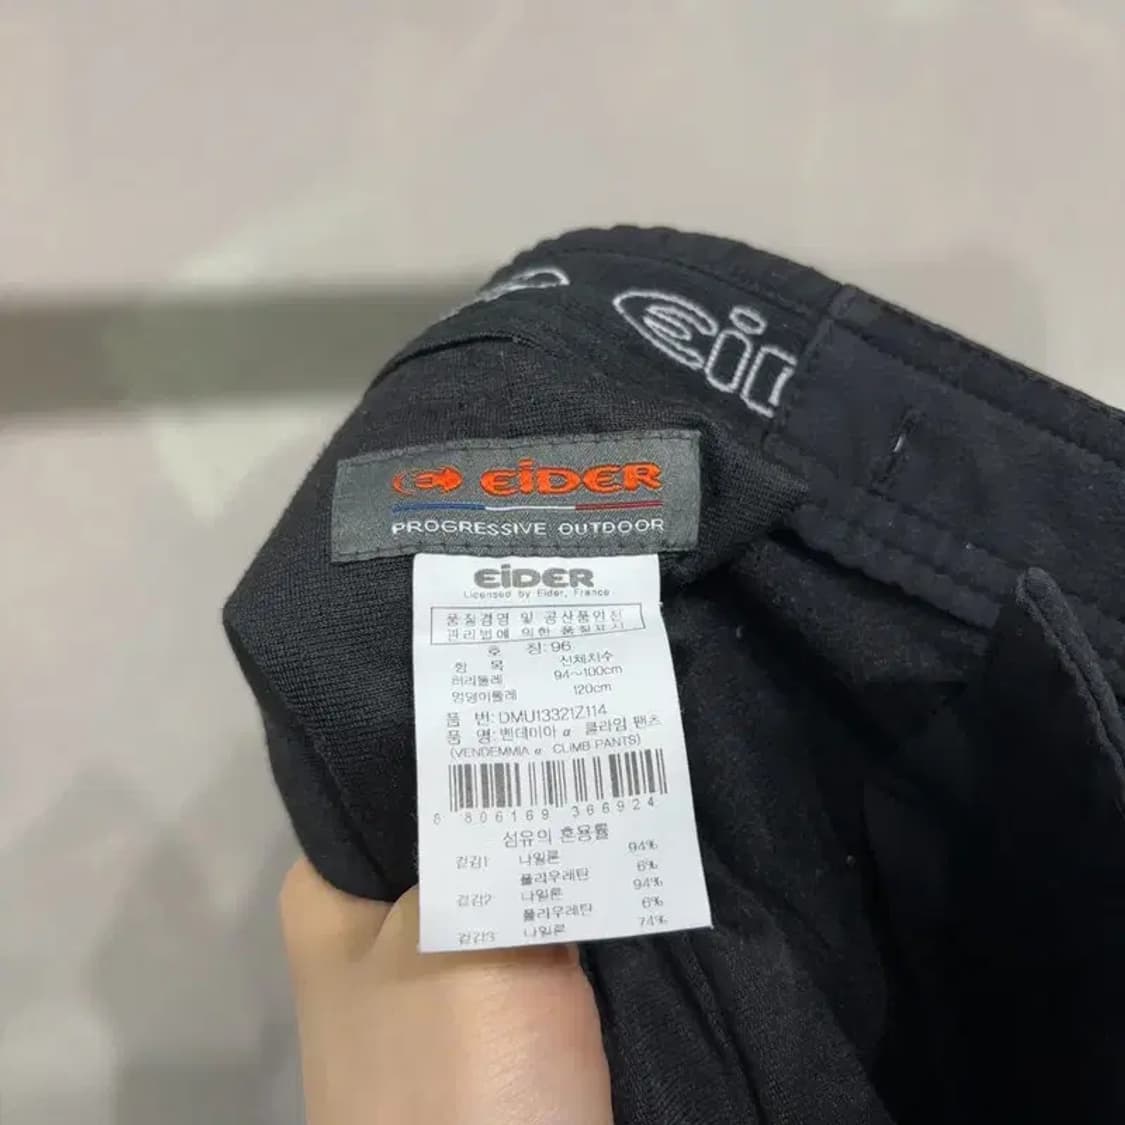 ei
EiDER
PROGRESSIVE OUTDOOR
EiDER
Licensed by Eider, France
품질경영 및 공산품안전
관리법에 의한 품질표시
호 칭: 96
항 목 신체치수
허리둘레 94~100cm
엉덩이둘레 120cm
품 번: DMU13321Z114
품 명: 벤데미아 α 클라임 팬츠
(VENDEMMIA α CLIMB PANTS)
8 806169 366924
섬유의 혼용률
겉감1 나일론 94%
폴리우레탄 6%
겉감2 나일론 94%
폴리우레탄 6%
겉감3 나일론 74%